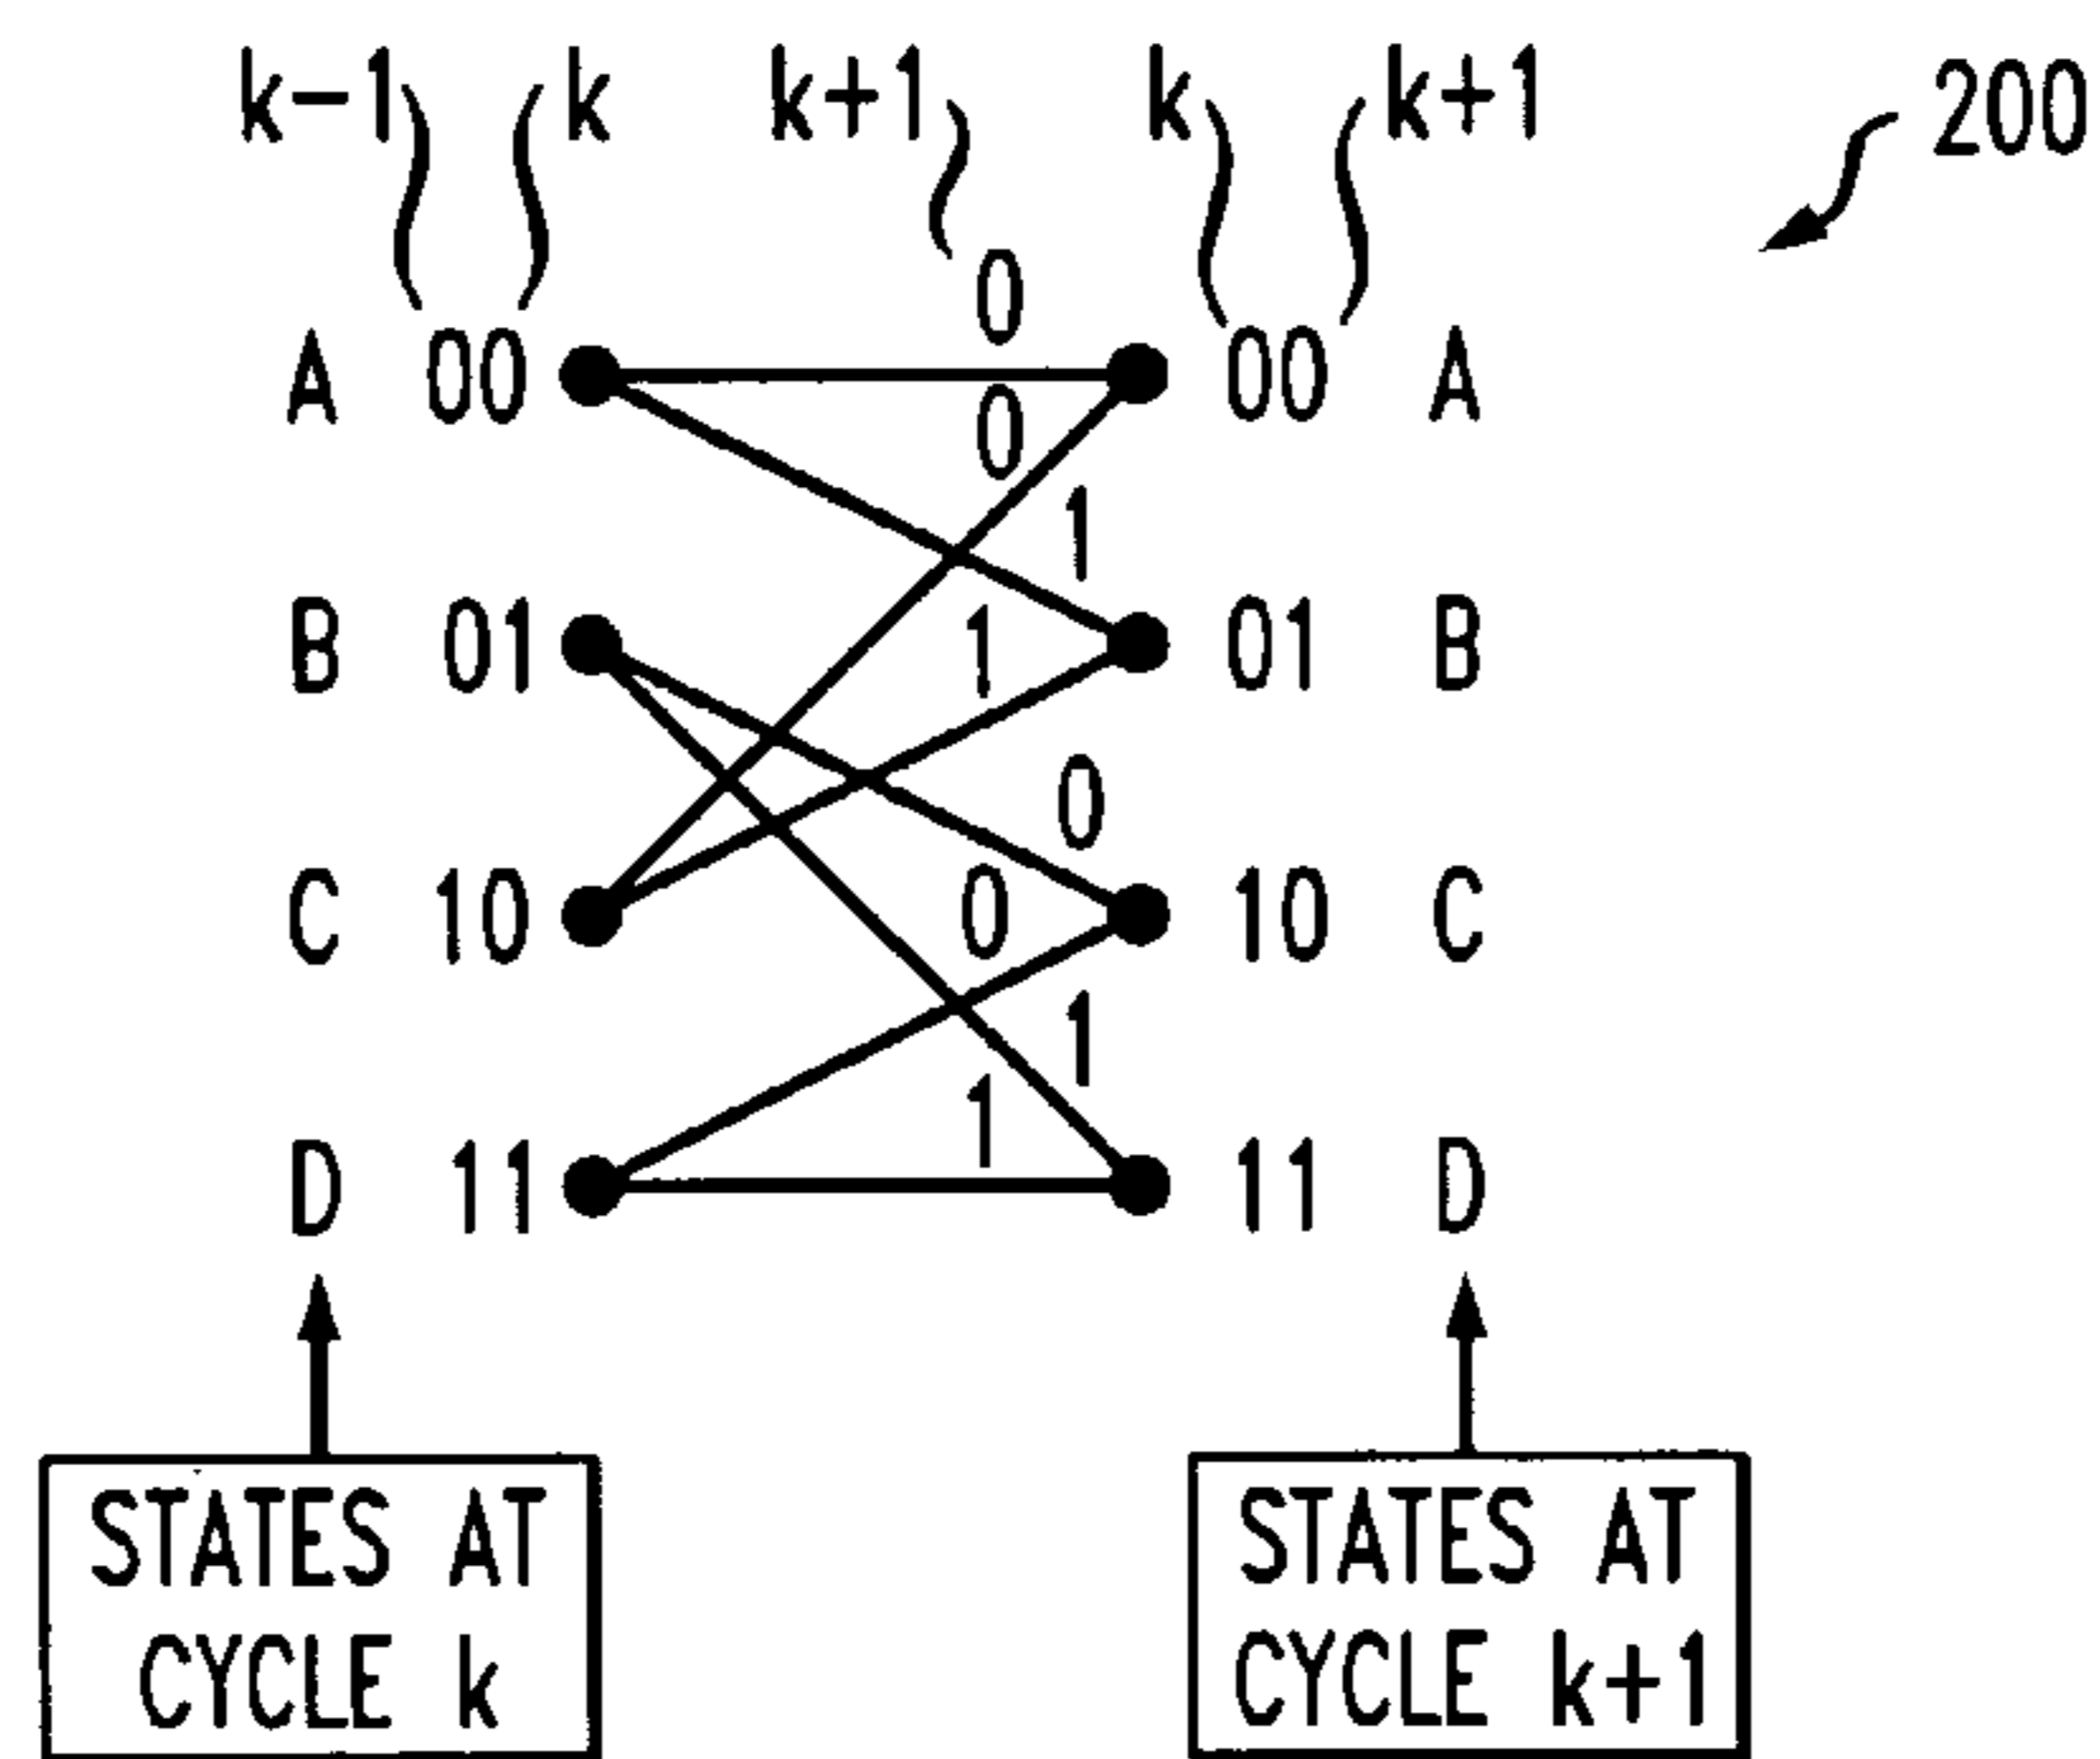 k-1 k k+1 k k+1 200
0
A 00 00 A
0
1
B 01 1 01 B
0
C 10 0 10 C
1
1
D 11 11 D
STATES AT
CYCLE k
STATES AT
CYCLE k+1